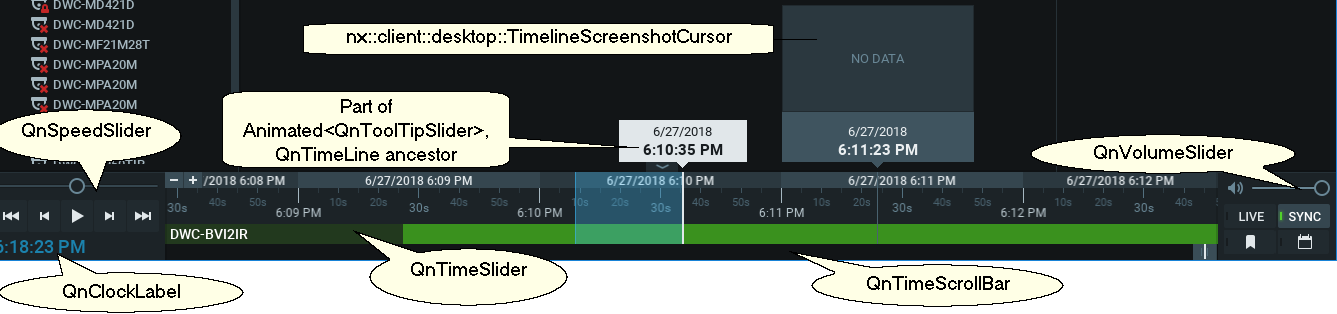 DWC-MD421D
DWC-MD421D
DWC-MF21M28T
DWC-MPA20M
DWC-MPA20M
DWC-MPA20M
nx::client::desktop::TimelineScreenshotCursor
NO DATA
Part of
Animated<QnToolTipSlider>,
QnTimeLine ancestor
6/27/2018
6:10:35 PM
6/27/2018
6:11:23 PM
QnSpeedSlider
QnVolumeSlider
/2018 6:08 PM
6/27/2018 6:09 PM
6/27/2018 6:10 PM
6/27/2018 6:11 PM
6/27/2018 6:12 PM
30s 40s 50s 10s 20s 30s 40s 50s 10s 20s 30s 40s 50s 10s 20s 30s 40s 50s 10s 20s 30s 40s
6:09 PM 6:10 PM 6:11 PM 6:12 PM
LIVE
SYNC
DWC-BVI2IR
6:18:23 PM
QnTimeSlider
QnClockLabel
QnTimeScrollBar